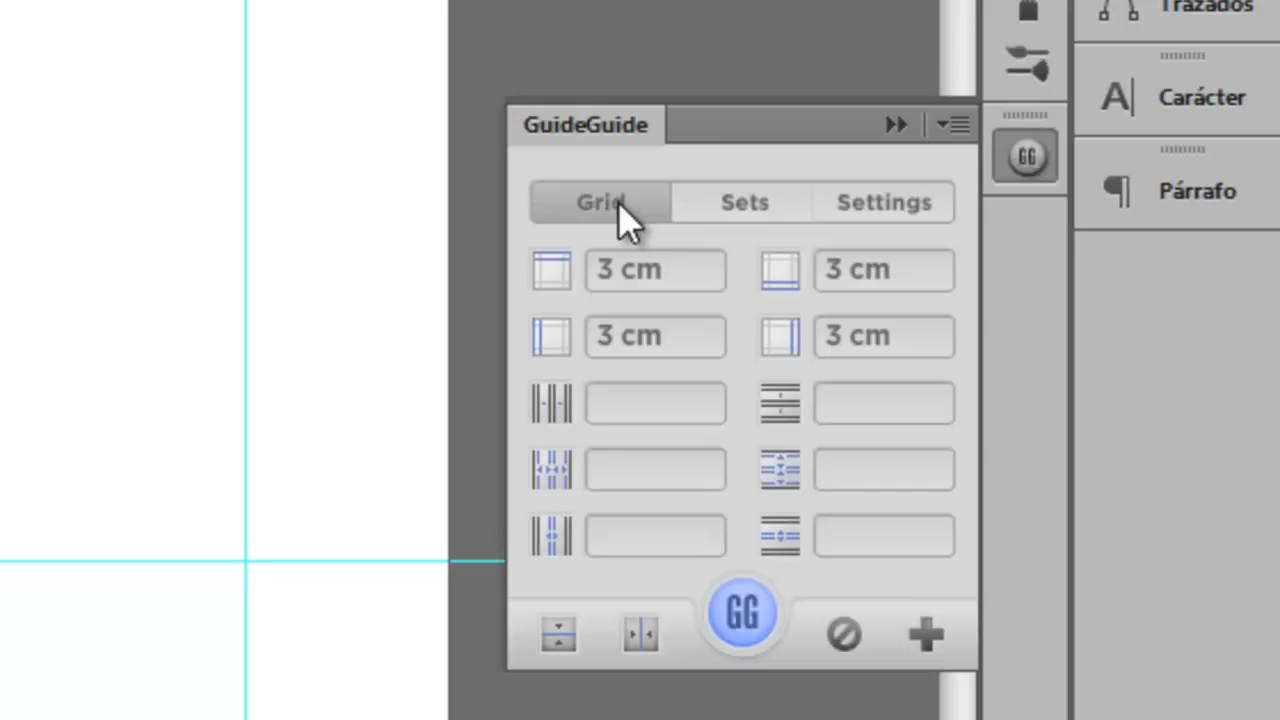 Trazados
GuideGuide
Carácter
GG
Párrafo
Grid Sets Settings
3 cm 3 cm
3 cm 3 cm
GG